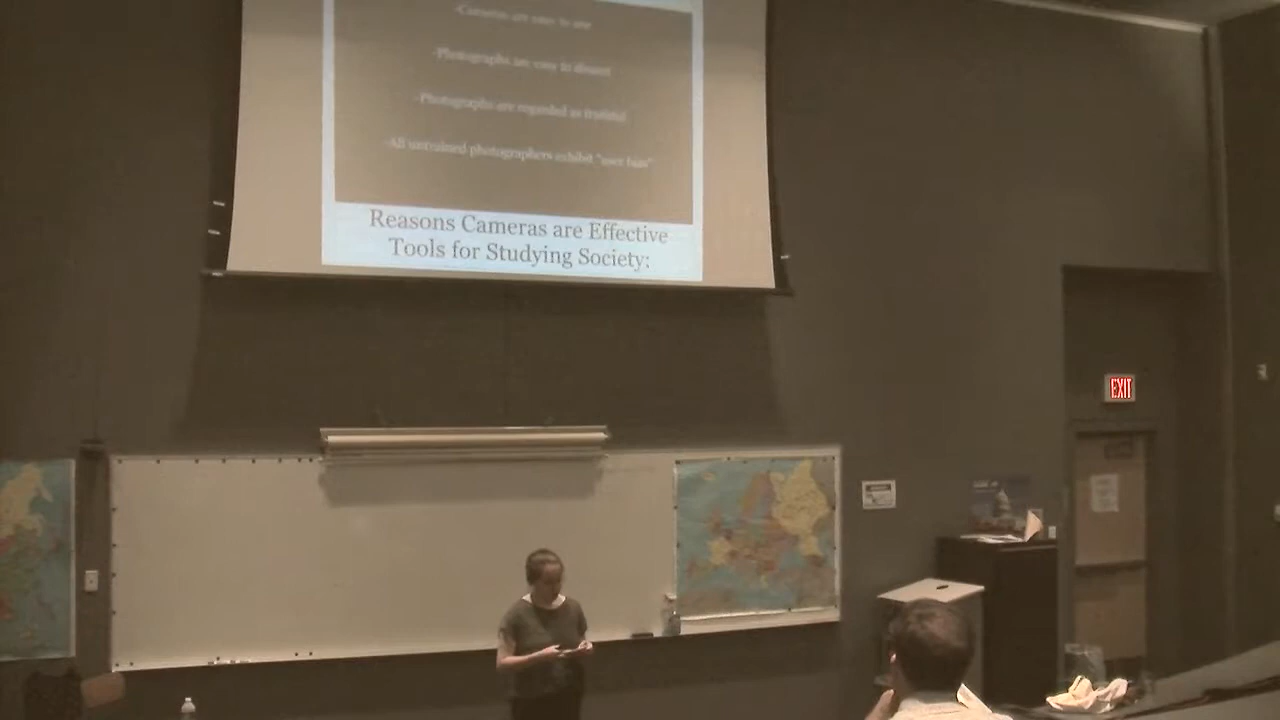 -Cameras are easy to use
-Photographs are easy to dissect
-Photographs are regarded as truthful
-All untrained photographers exhibit "user bias"
Reasons Cameras are Effective
Tools for Studying Society:
EXIT